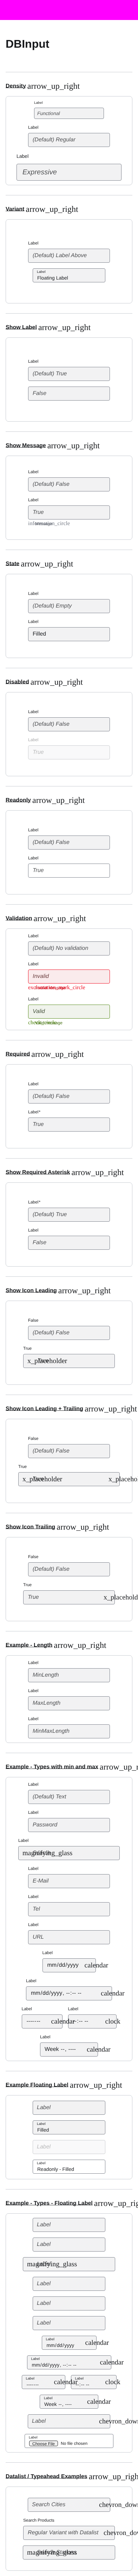 DBInput
Density arrow_up_right
Label
Functional
Label
(Default) Regular
Label
Expressive
Variant arrow_up_right
Label
(Default) Label Above
Label
Floating Label
Show Label arrow_up_right
Label
(Default) True
False
Show Message arrow_up_right
Label
(Default) False
Label
True
State arrow_up_right
Label
(Default) Empty
Label
Filled
Disabled arrow_up_right
Label
(Default) False
Label
True
Readonly arrow_up_right
Label
(Default) False
Label
True
Validation arrow_up_right
Label
(Default) No validation
Label
Invalid
Label
Valid
Required arrow_up_right
Label
(Default) False
Label*
True
Show Required Asterisk arrow_up_right
Label*
(Default) True
Label
False
Show Icon Leading arrow_up_right
False
(Default) False
True
x_placeholder
Show Icon Leading + Trailing arrow_up_right
False
(Default) False
True
x_placeholder
Show Icon Trailing arrow_up_right
False
(Default) False
True
True
Example - Length arrow_up_right
Label
MinLength
Label
MaxLength
Label
MinMaxLength
Example - Types with min and max
Label
(Default) Text
Label
Password
Label
magnifying_glass
Label
E-Mail
Label
Tel
Label
URL
Label
mm/dd/yyyy calendar
Label
mm/dd/yyyy, --:-- -- calendar
Label Label
calendar clock
Label
Week --, ---- calendar
Example Floating Label arrow_up_right
Label
Label
Filled
Label
Label
Readonly - Filled
Example - Types - Floating Label
Label
Label
magnifying_glass
Label
Label
Label
Label
mm/dd/yyyy calendar
Label
mm/dd/yyyy, --:-- -- calendar
Label Label
calendar clock
Label
Week --, ---- calendar
Label
Label
Choose File No file chosen
Datalist / Typeahead Examples
Search Cities
Search Products
Regular Variant with Datalist
magnifying_glass